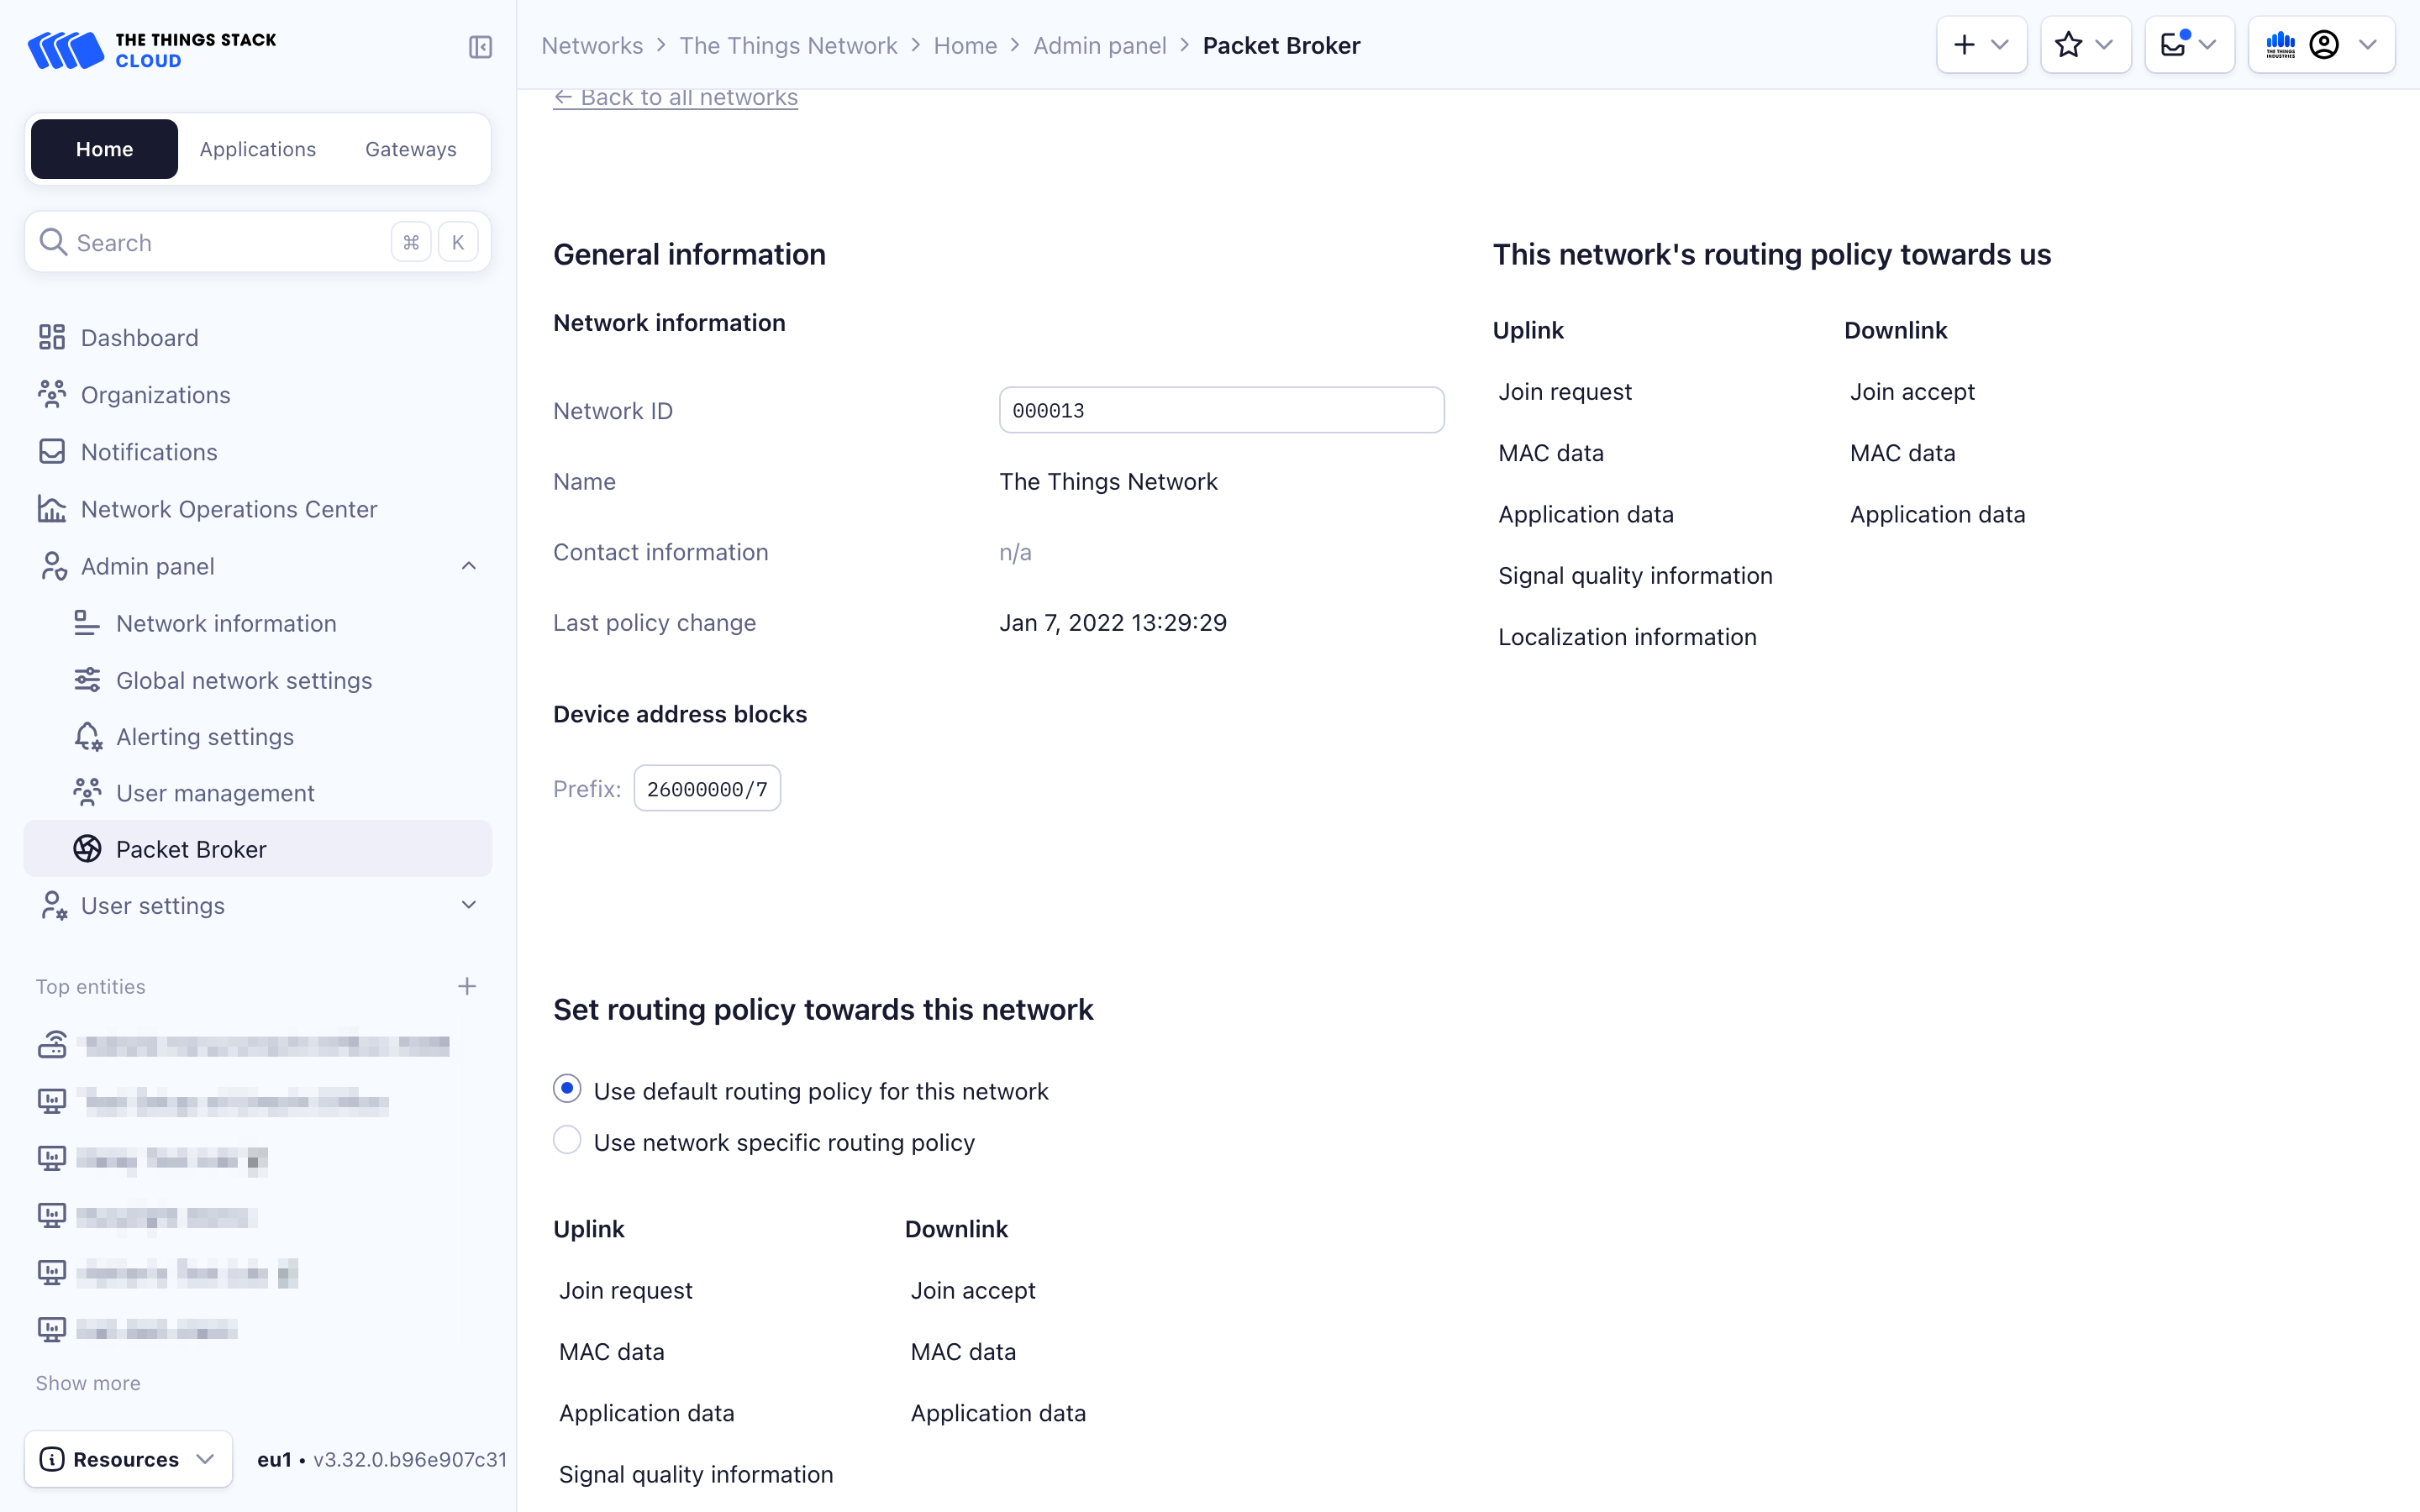 THE THINGS STACK
CLOUD
Home
Applications
Gateways
Search
⌘
K
Dashboard
Organizations
Notifications
Network Operations Center
Admin panel
Network information
Global network settings
Alerting settings
User management
Packet Broker
User settings
Top entities
Show more
Resources
eu1 • v3.32.0.b96e907c31
Networks > The Things Network > Home > Admin panel > Packet Broker
THE THINGS
INDUSTRIES
← Back to all networks
General information
Network information
Network ID
000013
Name
The Things Network
Contact information
n/a
Last policy change
Jan 7, 2022 13:29:29
Device address blocks
Prefix:
26000000/7
This network's routing policy towards us
Uplink
Join request
MAC data
Application data
Signal quality information
Localization information
Downlink
Join accept
MAC data
Application data
Set routing policy towards this network
Use default routing policy for this network
Use network specific routing policy
Uplink
Join request
MAC data
Application data
Signal quality information
Downlink
Join accept
MAC data
Application data